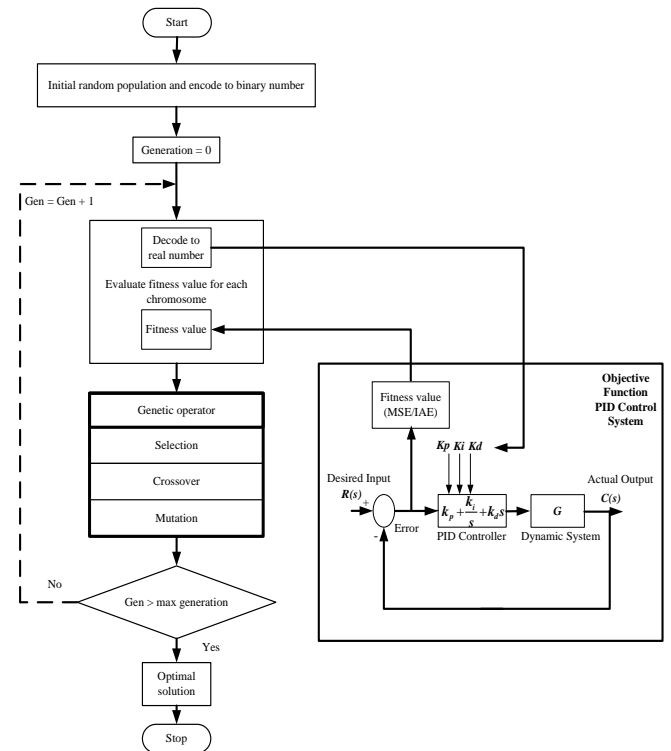 Start
Initial random population and encode to binary number
Generation = 0
Gen = Gen + 1
Decode to
real number
Evaluate fitness value for each
chromosome
Fitness value
Genetic operator
Selection
Crossover
Mutation
No
Gen > max generation
Yes
Optimal
solution
Stop
Objective
Function
PID Control
System
Fitness value
(MSE/IAE)
Kp Ki Kd
Desired Input
R(s)
+
-
Error
k_p + k_i/s + k_d s
PID Controller
G
Dynamic System
Actual Output
C(s)